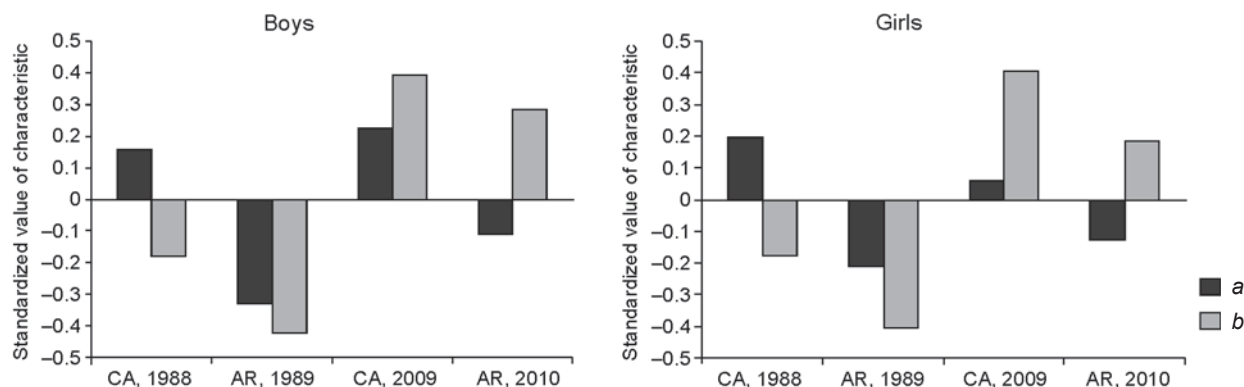 Boys
Standardized value of characteristic
0.5
0.4
0.3
0.2
0.1
0
–0.1
–0.2
–0.3
–0.4
–0.5
CA, 1988 AR, 1989 CA, 2009 AR, 2010
Girls
Standardized value of characteristic
0.5
0.4
0.3
0.2
0.1
0
–0.1
–0.2
–0.3
–0.4
–0.5
CA, 1988 AR, 1989 CA, 2009 AR, 2010
a
b